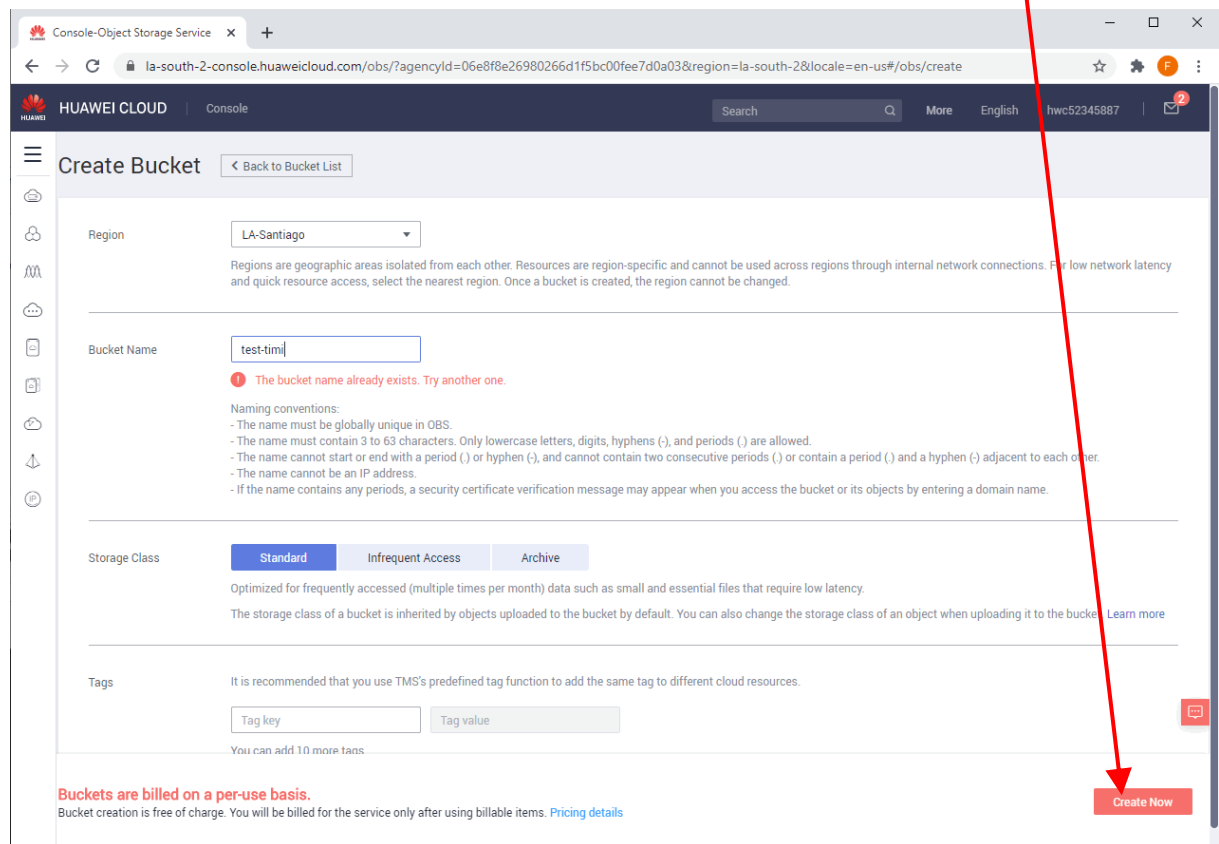 Console-Object Storage Service
la-south-2-console.huaweicloud.com/obs/?agencyId=06e8f8e26980266d1f5bc00fee7d0a03&region=la-south-2&locale=en-us#/obs/create
F
HUAWEI
HUAWEI CLOUD
Console
Search
More
English
hwc52345887
2
Create Bucket
< Back to Bucket List
Region
LA-Santiago
Regions are geographic areas isolated from each other. Resources are region-specific and cannot be used across regions through internal network connections. For low network latency
and quick resource access, select the nearest region. Once a bucket is created, the region cannot be changed.
Bucket Name
test-timi
The bucket name already exists. Try another one.
Naming conventions:
- The name must be globally unique in OBS.
- The name must contain 3 to 63 characters. Only lowercase letters, digits, hyphens (-), and periods (.) are allowed.
- The name cannot start or end with a period (.) or hyphen (-), and cannot contain two consecutive periods (.) or contain a period (.) and a hyphen (-) adjacent to each other.
- The name cannot be an IP address.
- If the name contains any periods, a security certificate verification message may appear when you access the bucket or its objects by entering a domain name.
IP
Storage Class
Standard
Infrequent Access
Archive
Optimized for frequently accessed (multiple times per month) data such as small and essential files that require low latency.
The storage class of a bucket is inherited by objects uploaded to the bucket by default. You can also change the storage class of an object when uploading it to the bucket. Learn more
Tags
It is recommended that you use TMS's predefined tag function to add the same tag to different cloud resources.
Tag key
Tag value
You can add 10 more tags
Buckets are billed on a per-use basis.
Bucket creation is free of charge. You will be billed for the service only after using billable items. Pricing details
Create Now